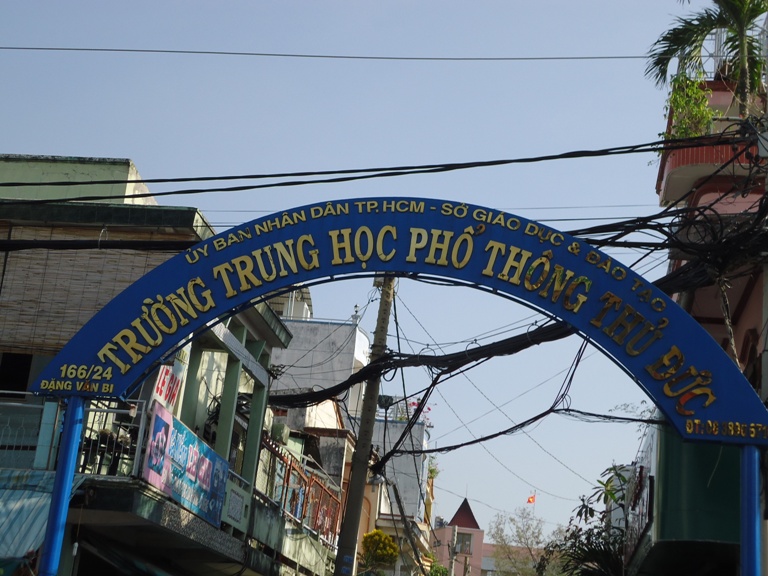 ỦY BAN NHÂN DÂN TP. HCM - SỞ GIÁO DỤC & ĐÀO TẠO
TRƯỜNG TRUNG HỌC PHỔ THÔNG THỦ ĐỨC
166/24
ĐẶNG VĂN BI